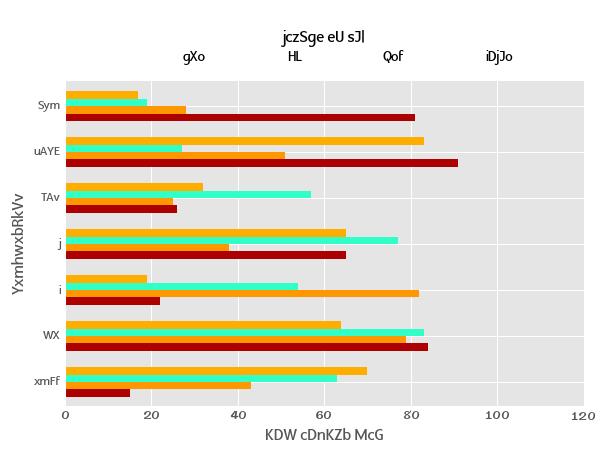 jczSge eU sJl
gXo HL Qof iDjJo
Sym
uAYE
TAv
j
i
WX
xmFf
YxmhwxbRkVv
0 20 40 60 80 100 120
KDW cDnKZb McG